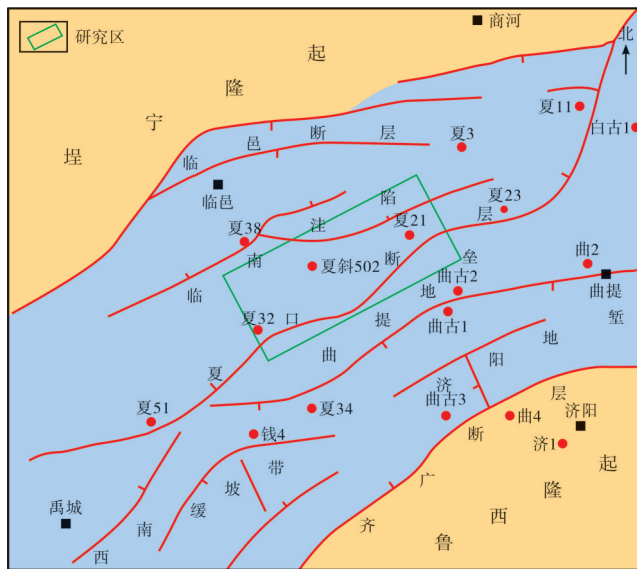 研究区
商河
北
埕宁隆起
夏11
白古1
临邑断层
夏3
临邑
夏23
夏38
夏21
临南洼陷
夏斜502
曲2
曲堤
曲古2
曲古1
夏32
夏口断层
曲堤地垒
济阳地堑
夏51
夏34
曲古3
曲4
济阳
济1
钱4
禹城
西南缓坡带
齐广断层
鲁西隆起